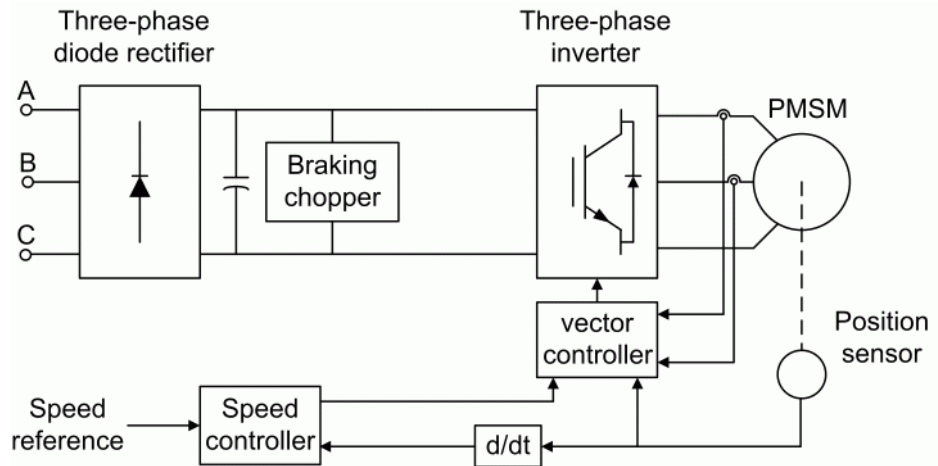 Three-phase
diode rectifier
Three-phase
inverter
A
B
C
Braking
chopper
PMSM
vector
controller
Position
sensor
Speed
reference
Speed
controller
d/dt